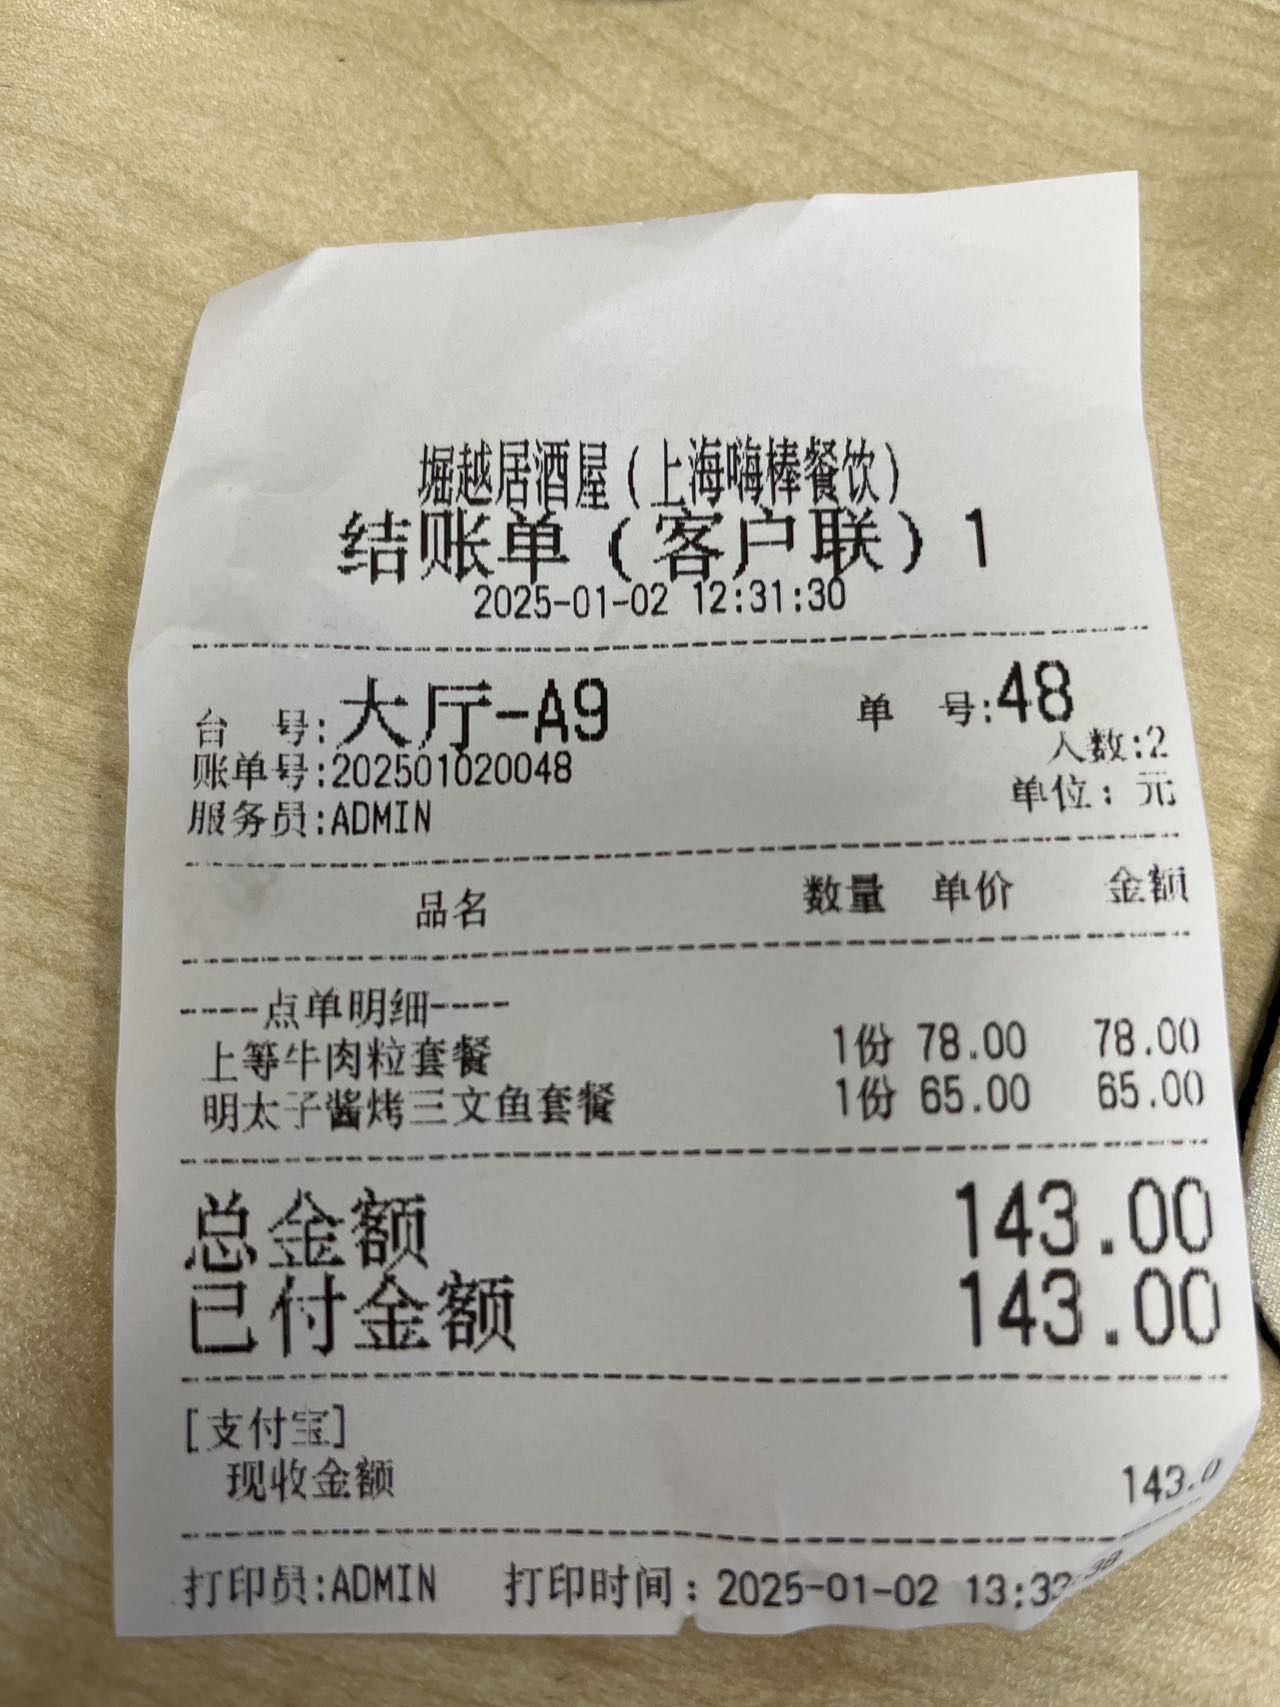 堀越居酒屋(上海嗨棒餐饮)
结账单(客户联)1
2025-01-02 12:31:30
台 号:大厅-A9 单 号:48
人数:2
账单号:202501020048
单位：元
服务员:ADMIN
品名 数量 单价 金额
----点单明细----
上等牛肉粒套餐 1份 78.00 78.00
明太子酱烤三文鱼套餐 1份 65.00 65.00
总金额 143.00
已付金额 143.00
[支付宝]
现收金额 143.0
打印员:ADMIN 打印时间：2025-01-02 13:33:38